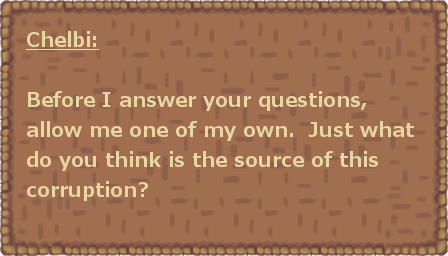 Chelbi:
Before I answer your questions,
allow me one of my own.  Just what
do you think is the source of this
corruption?